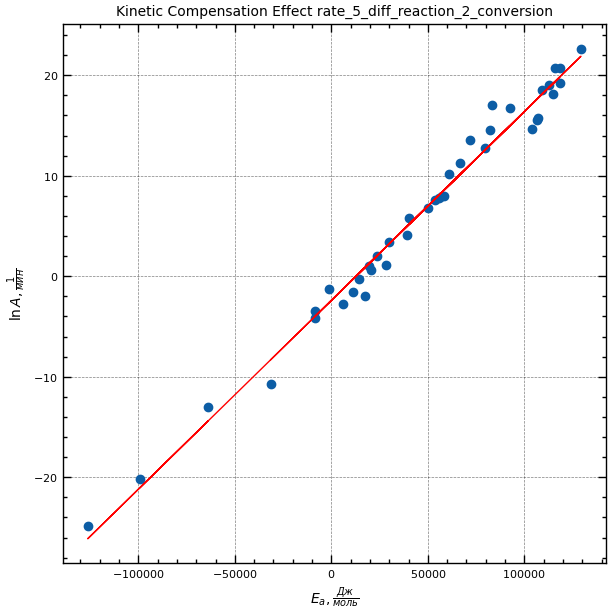 Kinetic Compensation Effect rate_5_diff_reaction_2_conversion
20
10
0
−10
−20
ln A, 1/мин
−100000 −50000 0 50000 100000
Eₐ, Дж/моль